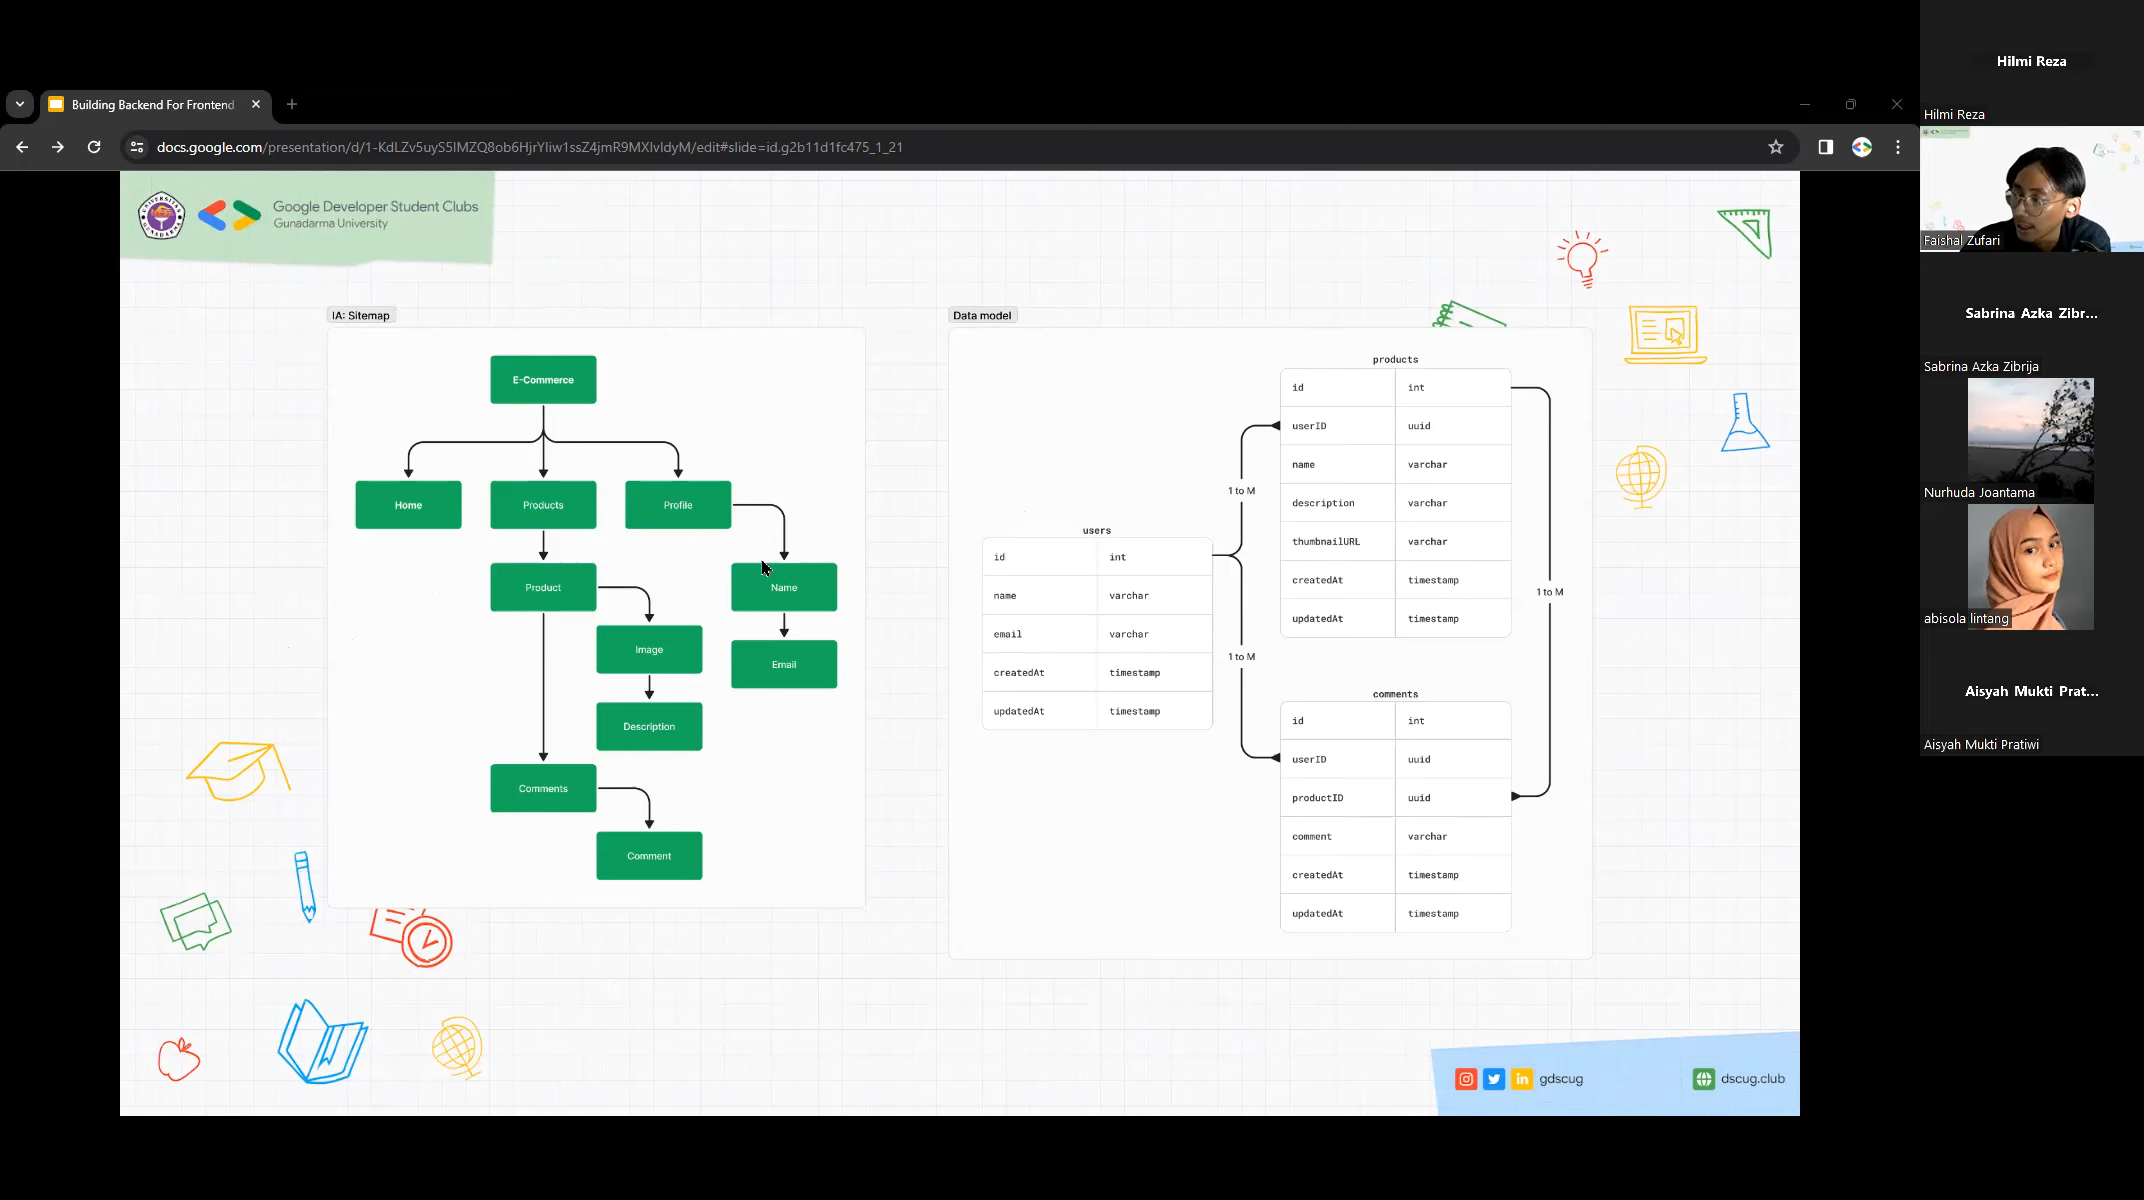 Building Backend For Frontend
docs.google.com/presentation/d/1-KdLZv5uyS5lMZQ8ob6HjrYliw1ssZ4jmR9MXlvldyM/edit#slide=id.g2b11d1fc475_1_21
UNIVERSITAS
GUNADARMA
Google Developer Student Clubs
Gunadarma University
IA: Sitemap
E-Commerce
Home
Products
Profile
Product
Name
Image
Email
Description
Comments
Comment
Data model
users
id int
name varchar
email varchar
createdAt timestamp
updatedAt timestamp
1 to M
1 to M
products
id int
userID uuid
name varchar
description varchar
thumbnailURL varchar
createdAt timestamp
updatedAt timestamp
1 to M
comments
id int
userID uuid
productID uuid
comment varchar
createdAt timestamp
updatedAt timestamp
gdscug
dscug.club
Hilmi Reza
Hilmi Reza
Faishal Zufari
Sabrina Azka Zibr...
Sabrina Azka Zibrija
Nurhuda Joantama
abisola lintang
Aisyah Mukti Prat...
Aisyah Mukti Pratiwi